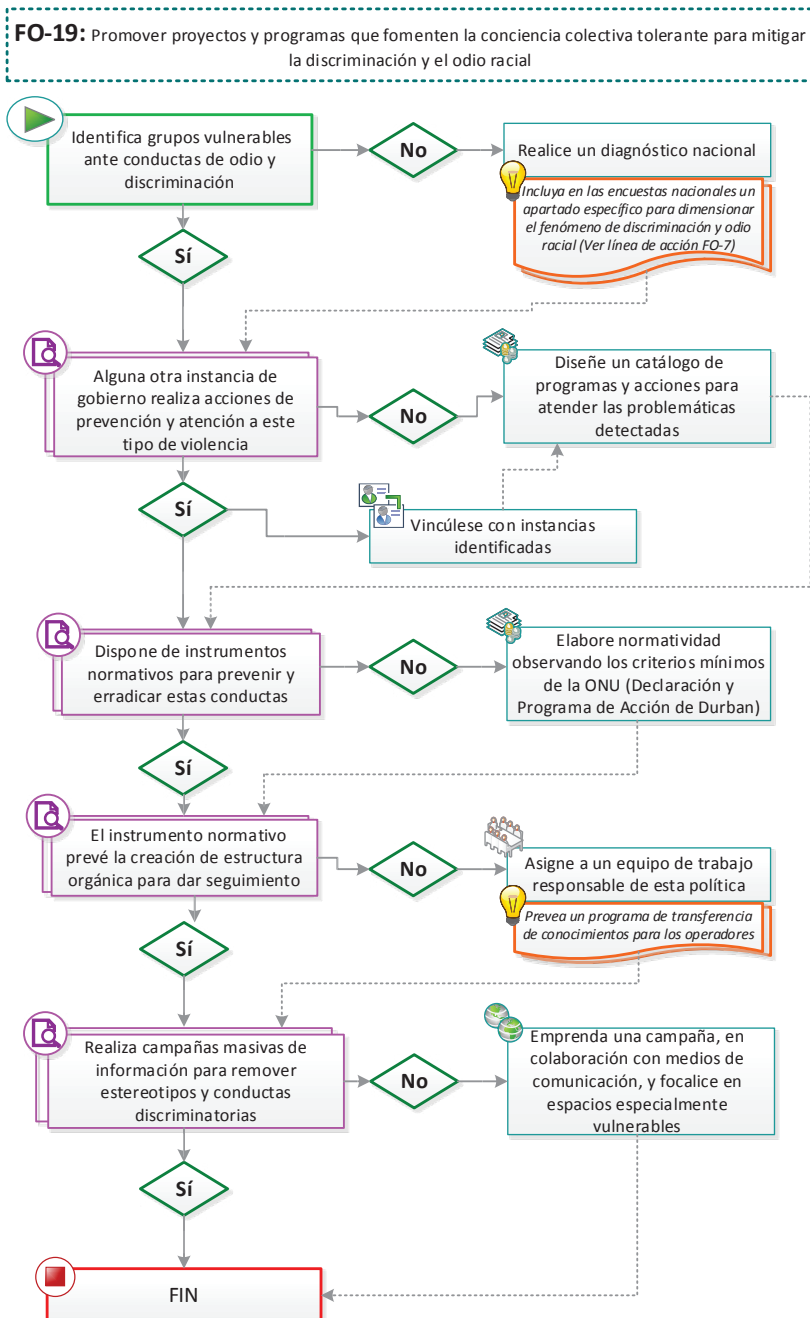 FO-19: Promover proyectos y programas que fomenten la conciencia colectiva tolerante para mitigar
la discriminación y el odio racial
Identifica grupos vulnerables
ante conductas de odio y
discriminación
No
Realice un diagnóstico nacional
Incluya en las encuestas nacionales un
apartado específico para dimensionar
el fenómeno de discriminación y odio
racial (Ver línea de acción FO-7)
Sí
Alguna otra instancia de
gobierno realiza acciones de
prevención y atención a este
tipo de violencia
No
Diseñe un catálogo de
programas y acciones para
atender las problemáticas
detectadas
Sí
Vincúlese con instancias
identificadas
Dispone de instrumentos
normativos para prevenir y
erradicar estas conductas
No
Elabore normatividad
observando los criterios mínimos
de la ONU (Declaración y
Programa de Acción de Durban)
Sí
El instrumento normativo
prevé la creación de estructura
orgánica para dar seguimiento
No
Asigne a un equipo de trabajo
responsable de esta política
Prevea un programa de transferencia
de conocimientos para los operadores
Sí
Realiza campañas masivas de
información para remover
estereotipos y conductas
discriminatorias
No
Emprenda una campaña, en
colaboración con medios de
comunicación, y focalice en
espacios especialmente
vulnerables
Sí
FIN